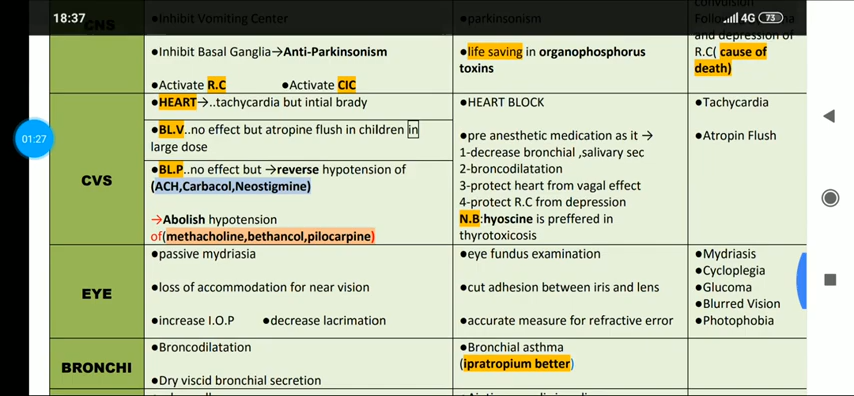 18:37
4G 73
01:27
CNS
●Inhibit Vomiting Center
●Inhibit Basal Ganglia→Anti-Parkinsonism
●Activate R.C ●Activate CIC
●parkinsonism
●life saving in organophosphorus
toxins
convulsion
and depression of
R.C( cause of
death)
CVS
●HEART→..tachycardia but intial brady
●BL.V..no effect but atropine flush in children in
large dose
●BL.P..no effect but →reverse hypotension of
(ACH,Carbacol,Neostigmine)
→Abolish hypotension
of(methacholine,bethancol,pilocarpine)
●HEART BLOCK
●pre anesthetic medication as it →
1-decrease bronchial ,salivary sec
2-broncodilatation
3-protect heart from vagal effect
4-protect R.C from depression
N.B:hyoscine is preffered in
thyrotoxicosis
●Tachycardia
●Atropin Flush
EYE
●passive mydriasia
●loss of accommodation for near vision
●increase I.O.P ●decrease lacrimation
●eye fundus examination
●cut adhesion between iris and lens
●accurate measure for refractive error
●Mydriasis
●Cycloplegia
●Glucoma
●Blurred Vision
●Photophobia
BRONCHI
●Broncodilatation
●Dry viscid bronchial secretion
●Bronchial asthma
(ipratropium better)